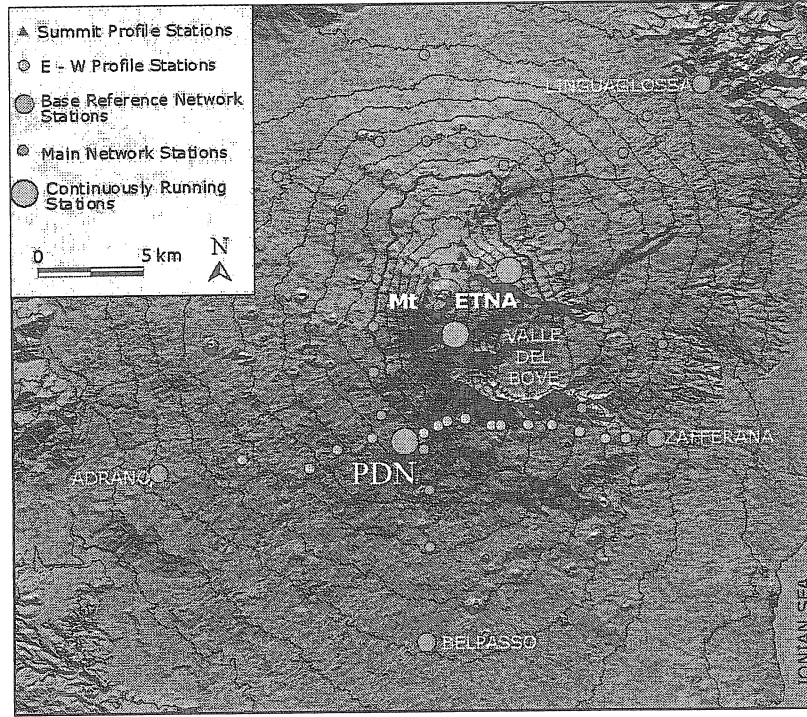 Summit Profile Stations
E - W Profile Stations
Base Reference Network
Stations
Main Network Stations
Continuously Running
Stations
0 5 km
N
LINGUAGLOSSA
Mt ETNA
VALLE
DEL
BOVE
ZAFFERANA
PDN
ADRANO
BELPASSO
IONIAN SEA